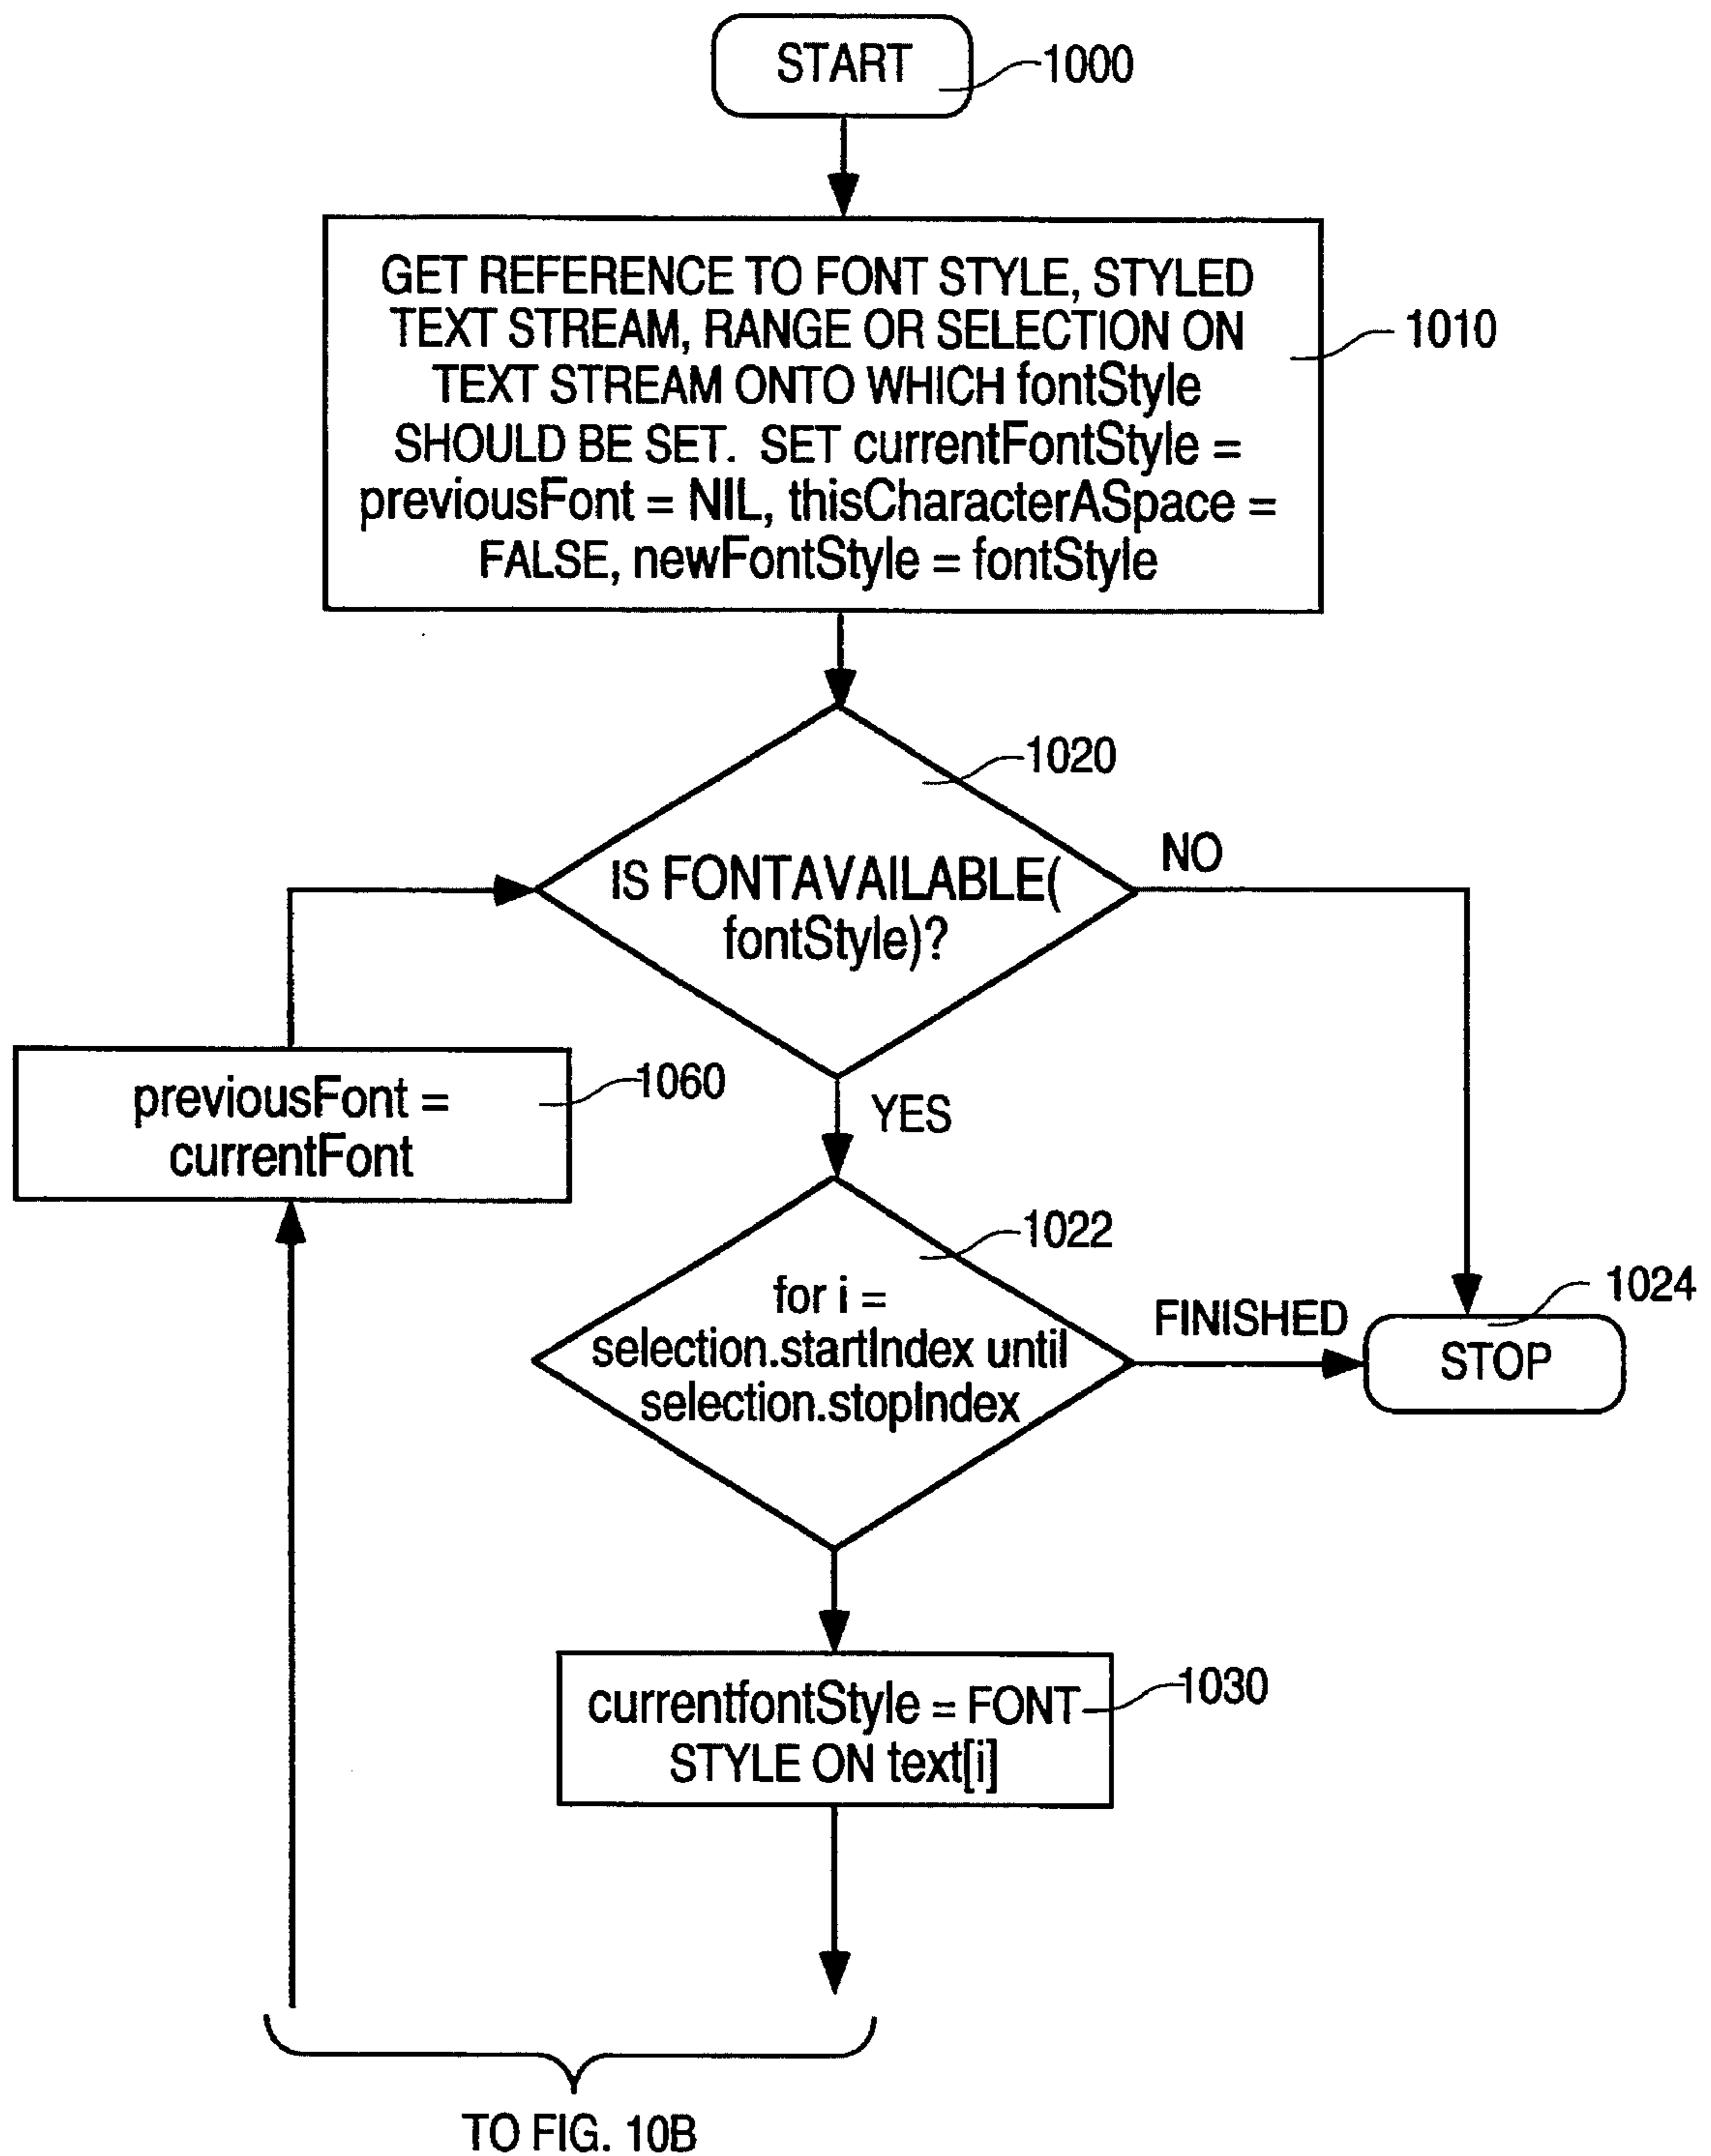 START
1000
GET REFERENCE TO FONT STYLE, STYLED
TEXT STREAM, RANGE OR SELECTION ON
TEXT STREAM ONTO WHICH fontStyle
SHOULD BE SET. SET currentFontStyle =
previousFont = NIL, thisCharacterASpace =
FALSE, newFontStyle = fontStyle
1010
1020
IS FONTAVAILABLE(
fontStyle)?
NO
previousFont =
currentFont
1060
YES
1022
for i =
selection.startIndex until
selection.stopIndex
FINISHED
1024
STOP
currentfontStyle = FONT
STYLE ON text[i]
1030
TO FIG. 10B